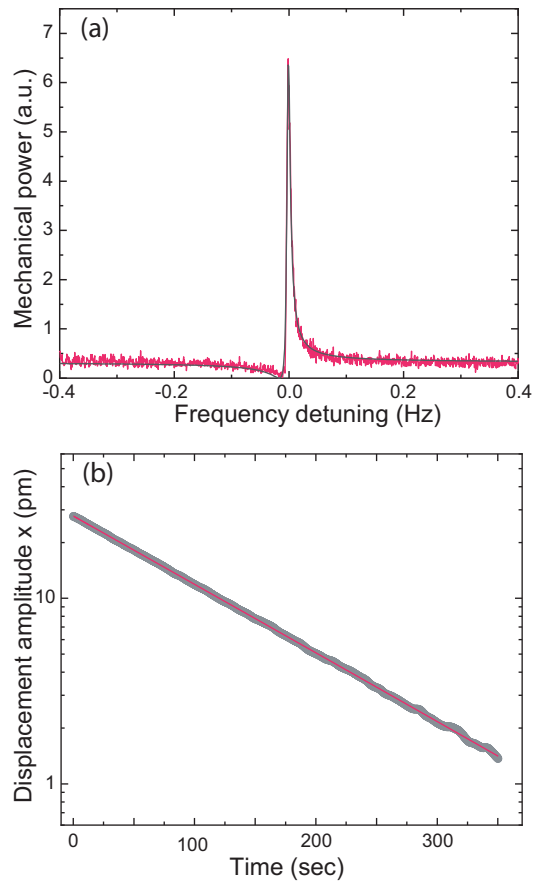 (a)
Mechanical power (a.u.)
7
6
5
4
3
2
1
0
-0.4 -0.2 0.0 0.2 0.4
Frequency detuning (Hz)
(b)
Displacement amplitude x (pm)
10
1
0 100 200 300
Time (sec)